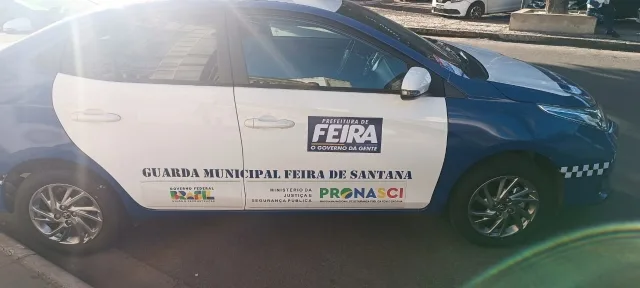 PREFEITURA DE
FEIRA
O GOVERNO DA GENTE
GUARDA MUNICIPAL FEIRA DE SANTANA
GOVERNO FEDERAL
BRASIL
MINISTÉRIO DA
JUSTIÇA E
SEGURANÇA PÚBLICA
PRONASCI